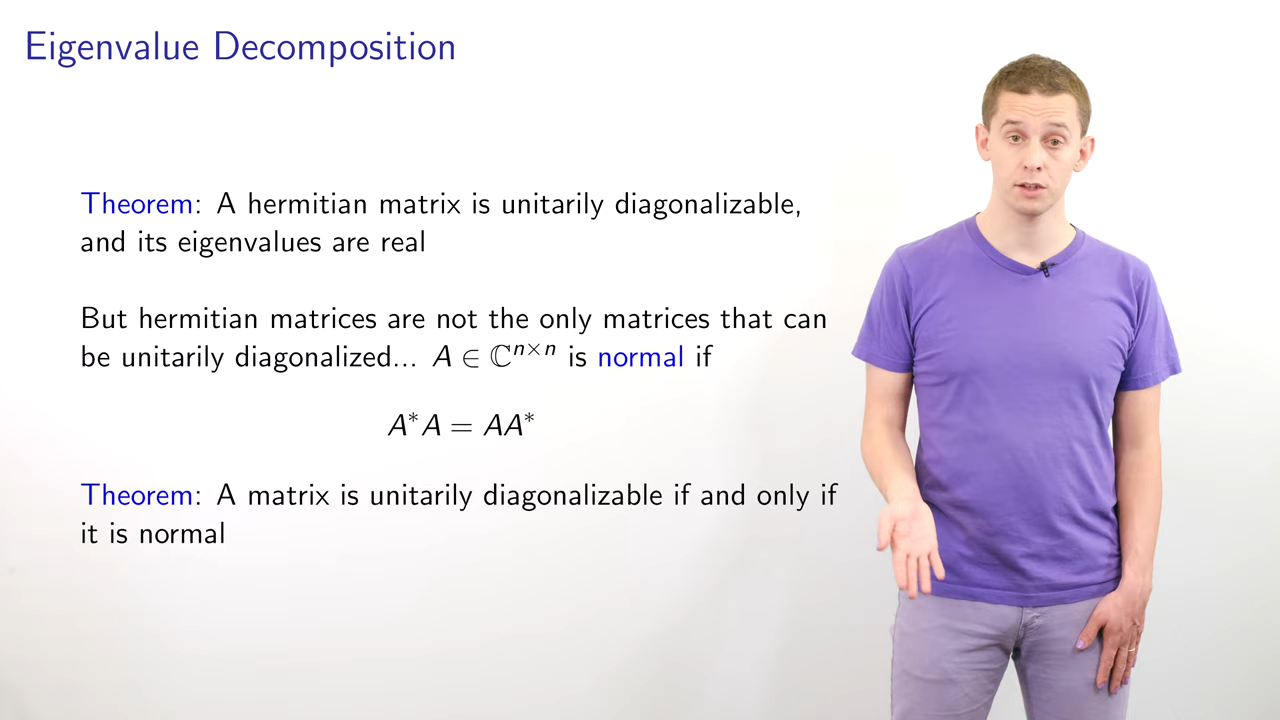 Eigenvalue Decomposition
Theorem: A hermitian matrix is unitarily diagonalizable,
and its eigenvalues are real
But hermitian matrices are not the only matrices that can
be unitarily diagonalized... A ∈ ℂⁿˣⁿ is normal if
A*A = AA*
Theorem: A matrix is unitarily diagonalizable if and only if
it is normal